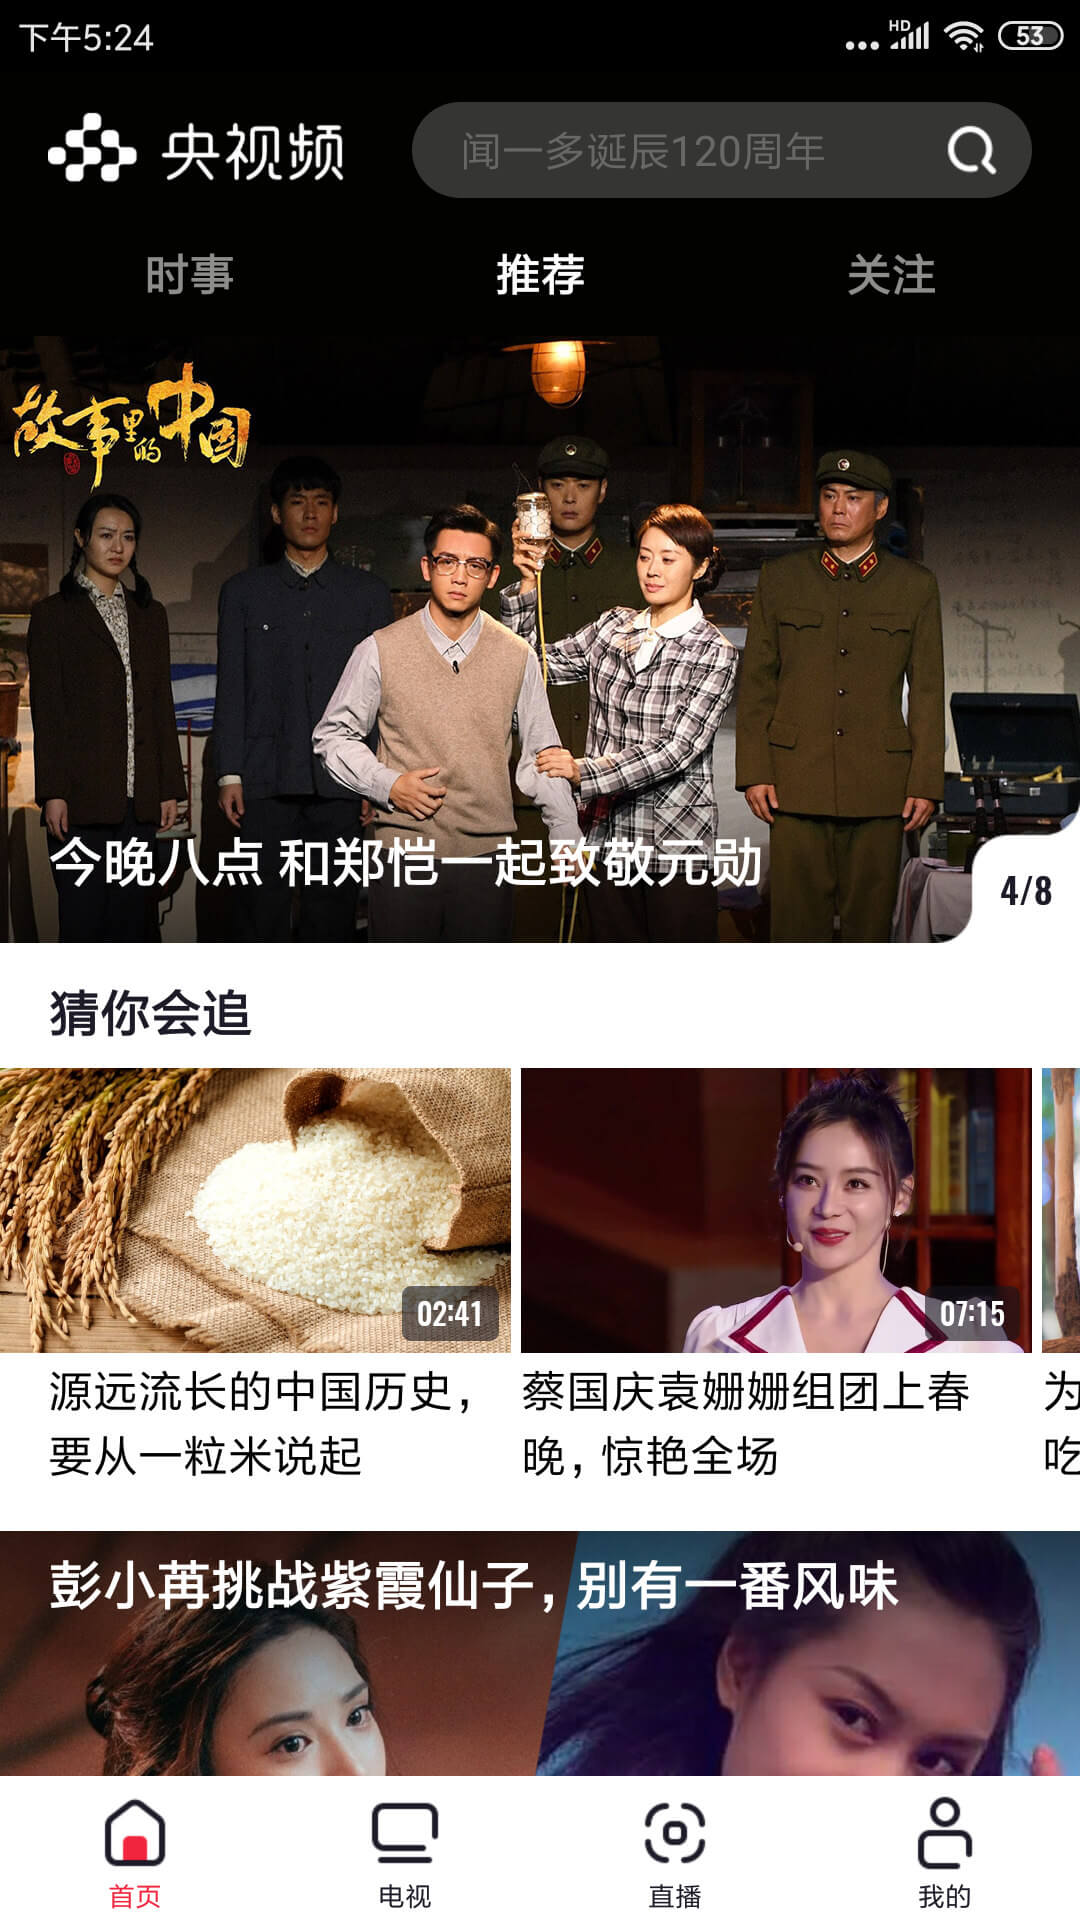 下午5:24
HD
53
央视频
闻一多诞辰120周年
时事
推荐
关注
故事里的中国
今晚八点 和郑恺一起致敬元勋
4/8
猜你会追
02:41
07:15
源远流长的中国历史，
要从一粒米说起
蔡国庆袁姗姗组团上春
晚，惊艳全场
为
吃
彭小苒挑战紫霞仙子，别有一番风味
首页
电视
直播
我的